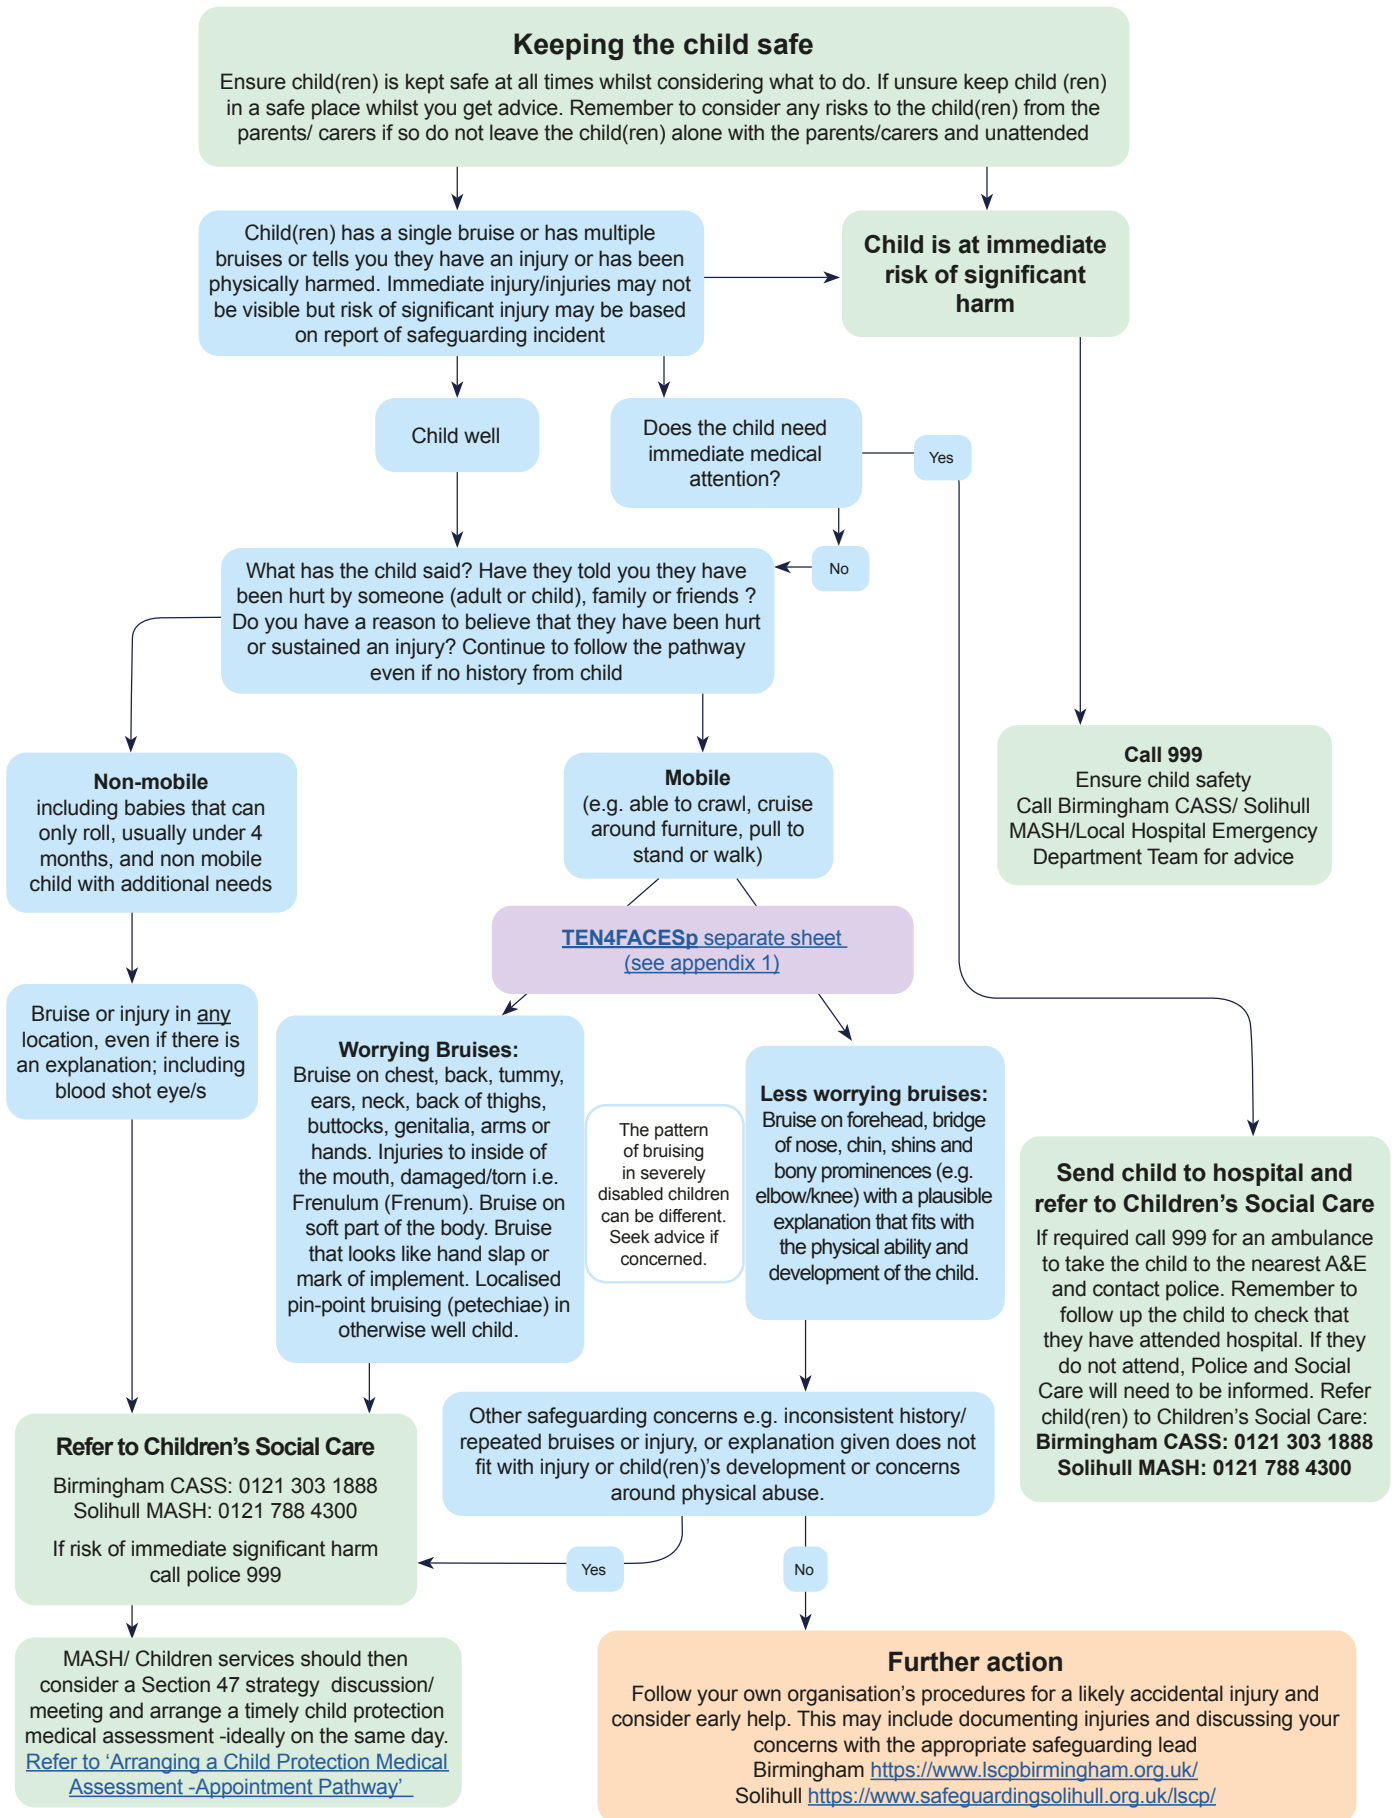 Keeping the child safe
Ensure child(ren) is kept safe at all times whilst considering what to do. If unsure keep child (ren)
in a safe place whilst you get advice. Remember to consider any risks to the child(ren) from the
parents/ carers if so do not leave the child(ren) alone with the parents/carers and unattended
Child(ren) has a single bruise or has multiple
bruises or tells you they have an injury or has been
physically harmed. Immediate injury/injuries may not
be visible but risk of significant injury may be based
on report of safeguarding incident
Child is at immediate
risk of significant
harm
Child well
Does the child need
immediate medical
attention?
Yes
No
What has the child said? Have they told you they have
been hurt by someone (adult or child), family or friends ?
Do you have a reason to believe that they have been hurt
or sustained an injury? Continue to follow the pathway
even if no history from child
Non-mobile
including babies that can
only roll, usually under 4
months, and non mobile
child with additional needs
Mobile
(e.g. able to crawl, cruise
around furniture, pull to
stand or walk)
Call 999
Ensure child safety
Call Birmingham CASS/ Solihull
MASH/Local Hospital Emergency
Department Team for advice
TEN4FACESp separate sheet
(see appendix 1)
Bruise or injury in any
location, even if there is
an explanation; including
blood shot eye/s
Worrying Bruises:
Bruise on chest, back, tummy,
ears, neck, back of thighs,
buttocks, genitalia, arms or
hands. Injuries to inside of
the mouth, damaged/torn i.e.
Frenulum (Frenum). Bruise on
soft part of the body. Bruise
that looks like hand slap or
mark of implement. Localised
pin-point bruising (petechiae) in
otherwise well child.
The pattern
of bruising
in severely
disabled children
can be different.
Seek advice if
concerned.
Less worrying bruises:
Bruise on forehead, bridge
of nose, chin, shins and
bony prominences (e.g.
elbow/knee) with a plausible
explanation that fits with
the physical ability and
development of the child.
Send child to hospital and
refer to Children’s Social Care
If required call 999 for an ambulance
to take the child to the nearest A&E
and contact police. Remember to
follow up the child to check that
they have attended hospital. If they
do not attend, Police and Social
Care will need to be informed. Refer
child(ren) to Children’s Social Care:
Birmingham CASS: 0121 303 1888
Solihull MASH: 0121 788 4300
Other safeguarding concerns e.g. inconsistent history/
repeated bruises or injury, or explanation given does not
fit with injury or child(ren)’s development or concerns
around physical abuse.
Refer to Children’s Social Care
Birmingham CASS: 0121 303 1888
Solihull MASH: 0121 788 4300
If risk of immediate significant harm
call police 999
Yes
No
MASH/ Children services should then
consider a Section 47 strategy discussion/
meeting and arrange a timely child protection
medical assessment -ideally on the same day.
Refer to ‘Arranging a Child Protection Medical
Assessment -Appointment Pathway’
Further action
Follow your own organisation’s procedures for a likely accidental injury and
consider early help. This may include documenting injuries and discussing your
concerns with the appropriate safeguarding lead
Birmingham https://www.lscpbirmingham.org.uk/
Solihull https://www.safeguardingsolihull.org.uk/lscp/